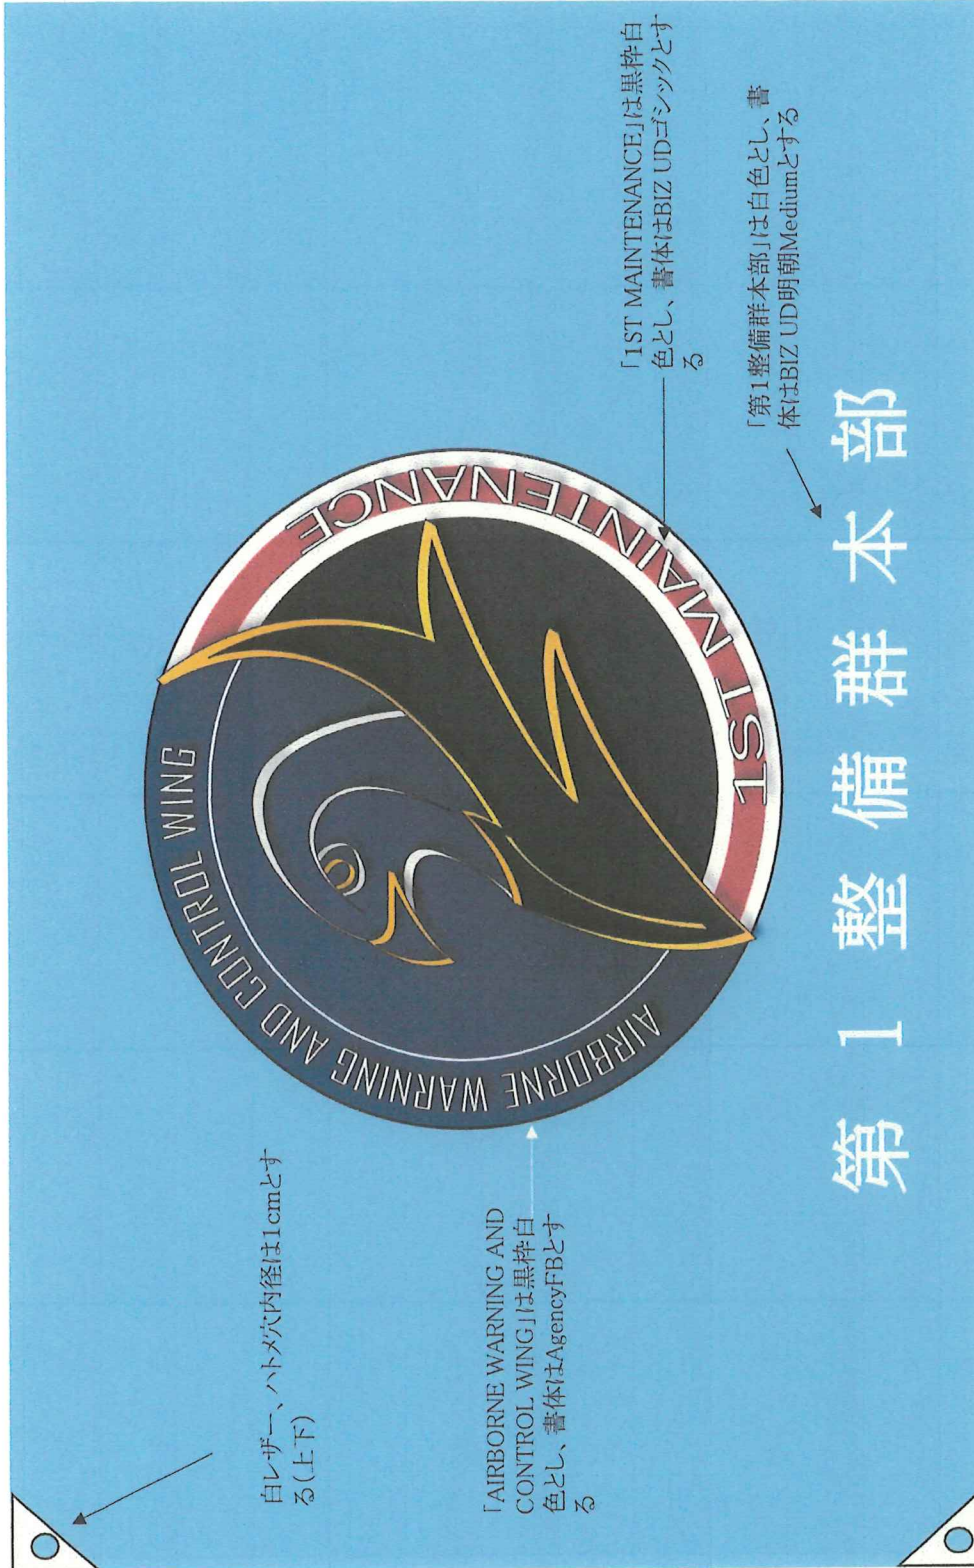 白レザー、ハトメ穴内径は1cmとす
る(上下)
「AIRBORNE WARNING AND
CONTROL WING」は黒枠白
色とし、書体はAgencyFBとす
る
AIRBORNE WARNING AND CONTROL WING
1ST MAINTENANCE
「1ST MAINTENANCE」は黒枠白
色とし、書体はBIZ UDゴシックとす
る
「第1整備群本部」は白色とし、書
体はBIZ UD明朝Mediumとする
第1整備群本部